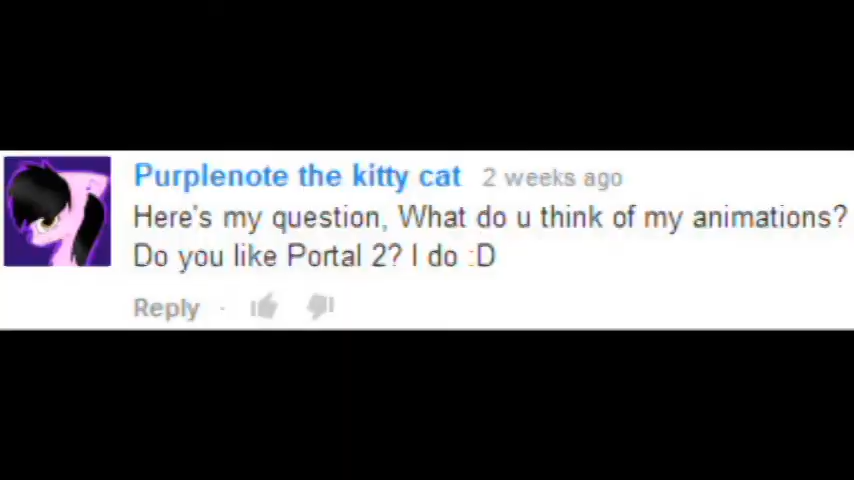 Purplenote the kitty cat 2 weeks ago
Here's my question, What do u think of my animations?
Do you like Portal 2? I do :D
Reply ·